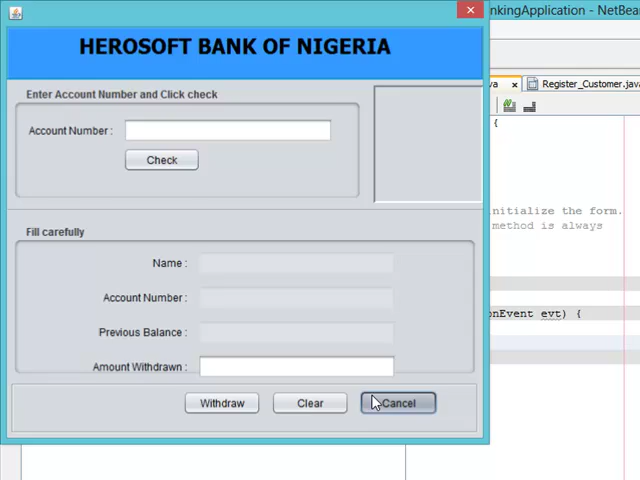 nkingApplication - NetBea
HEROSOFT BANK OF NIGERIA
va
Register_Customer.java
Enter Account Number and Click check
{
Account Number :
Check
nitialize the form.
method is always
Fill carefully
Name :
Account Number :
onEvent evt) {
Previous Balance :
Amount Withdrawn :
Withdraw
Clear
Cancel